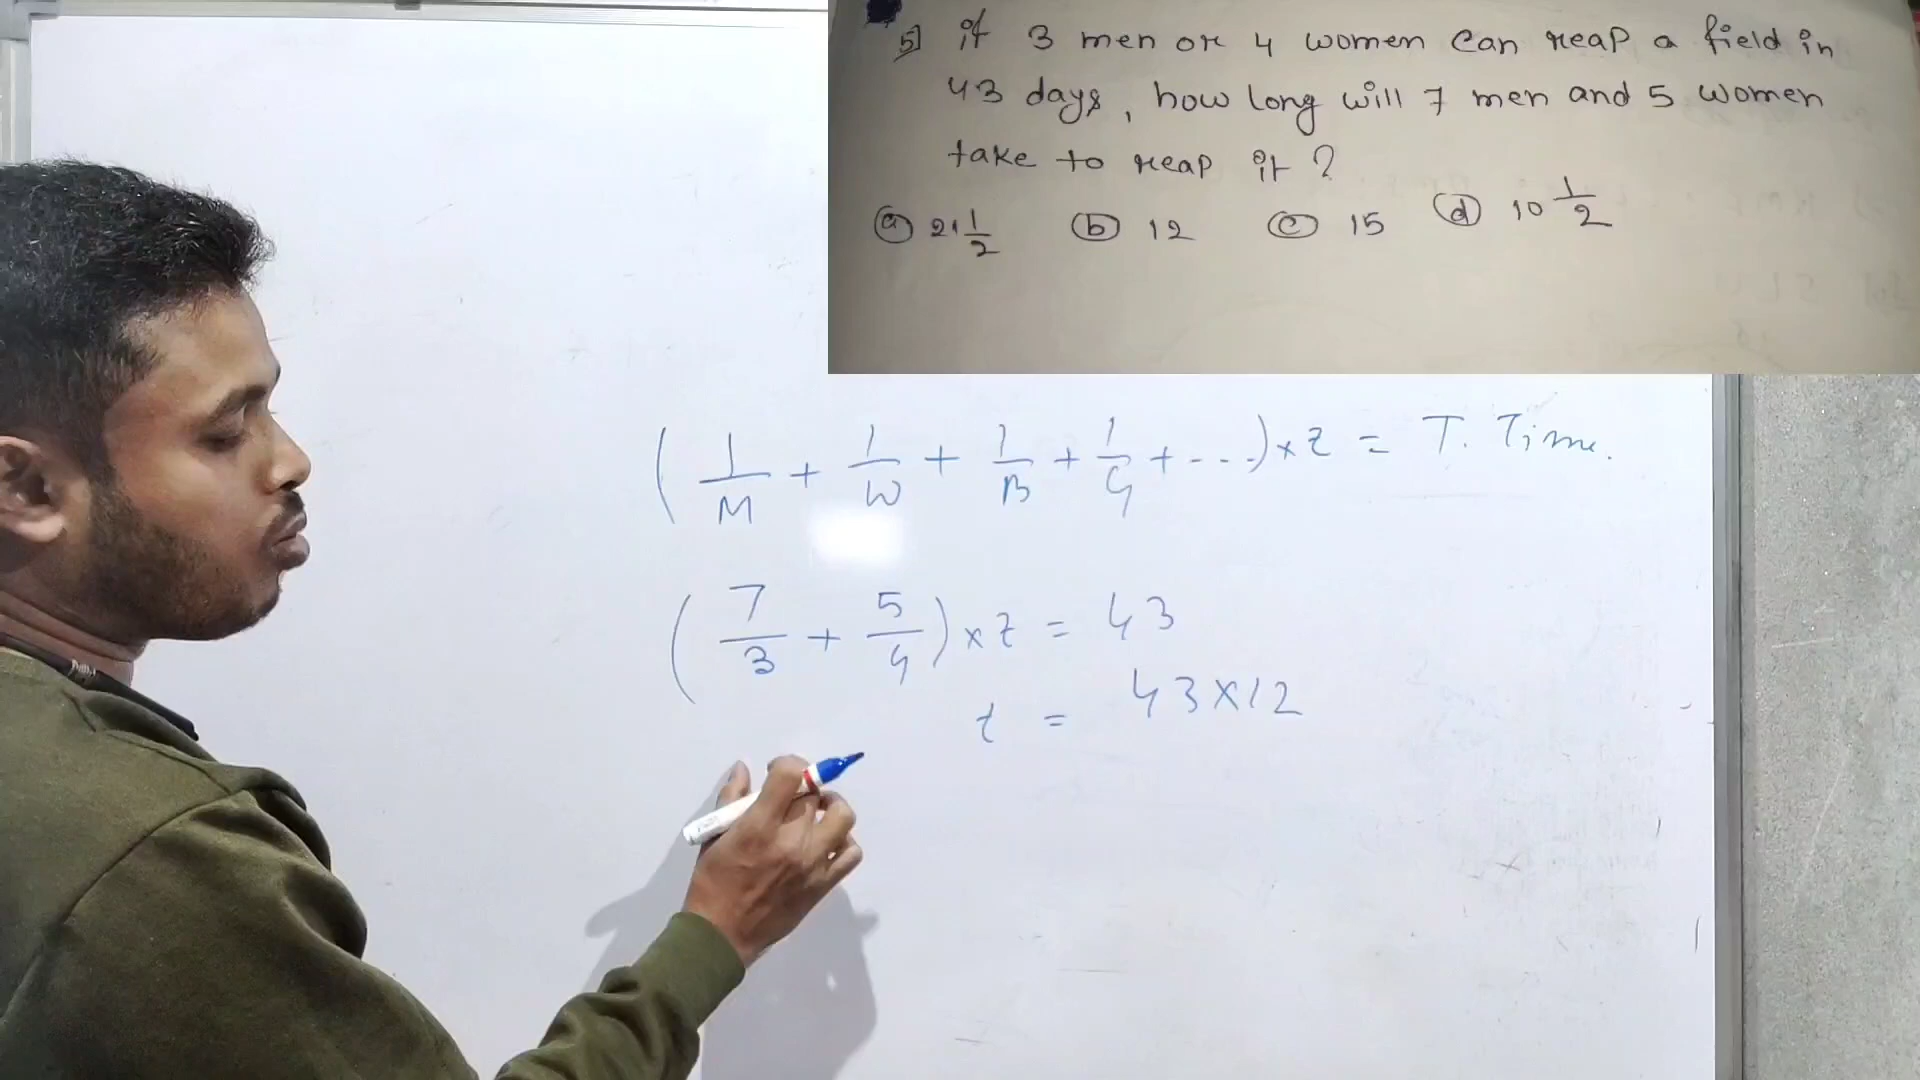 5] if 3 men or 4 women can reap a field in
43 days, how long will 7 men and 5 women
take to reap it ?
(a) 21 1/2 (b) 12 (c) 15 (d) 10 1/2
( 1/M + 1/W + 1/B + 1/G + ... ) × t = T. Time.
( 7/3 + 5/4 ) × t = 43
t = 43×12